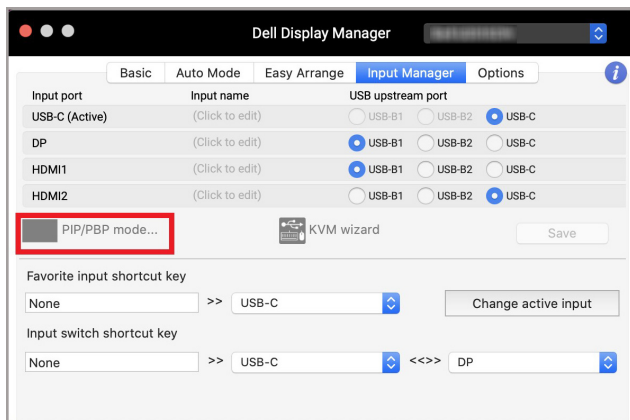 Dell Display Manager
Basic Auto Mode Easy Arrange Input Manager Options i
Input port Input name USB upstream port
USB-C (Active) (Click to edit) USB-B1 USB-B2 USB-C
DP (Click to edit) USB-B1 USB-B2 USB-C
HDMI1 (Click to edit) USB-B1 USB-B2 USB-C
HDMI2 (Click to edit) USB-B1 USB-B2 USB-C
PIP/PBP mode... KVM wizard Save
Favorite input shortcut key
None >> USB-C Change active input
Input switch shortcut key
None >> USB-C <<>> DP